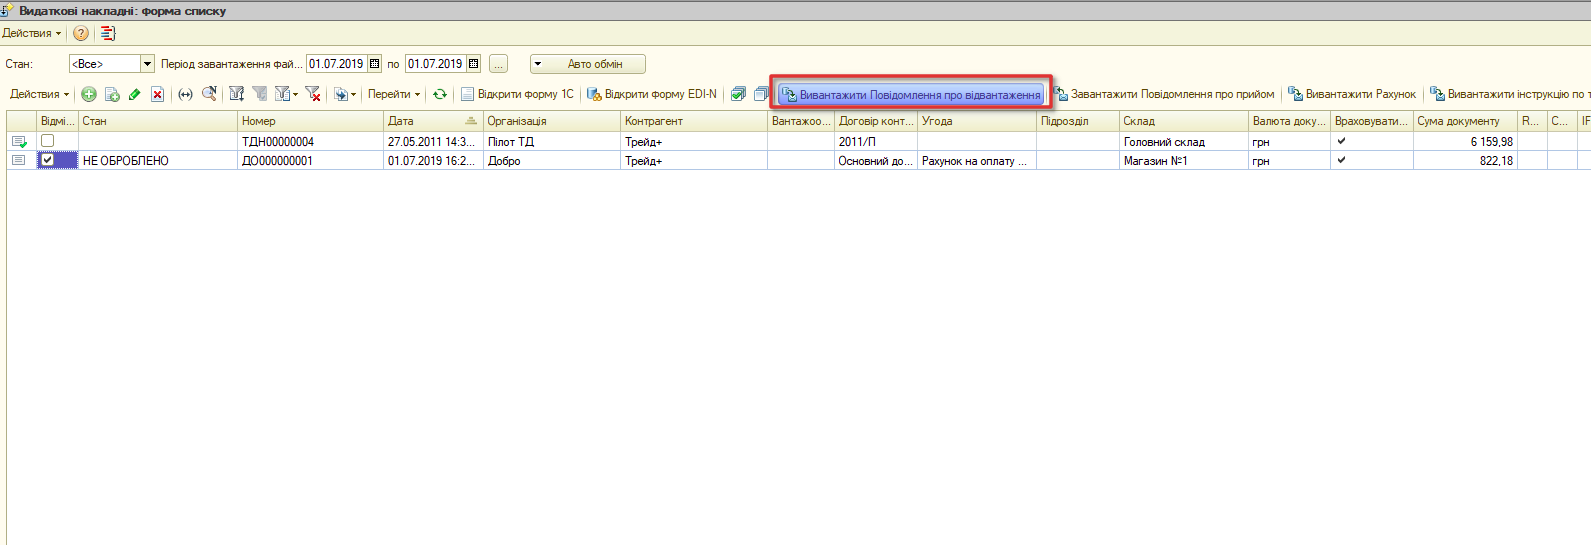 Видаткові накладні: форма списку
Действия
Стан: <Все> Період завантаження фай... 01.07.2019 по 01.07.2019 ... Авто обмін
Действия Перейти Відкрити форму 1С Відкрити форму EDI-N Вивантажити Повідомлення про відвантаження Завантажити Повідомлення про прийом Вивантажити Рахунок Вивантажити інструкцію по т
Відмі... Стан Номер Дата Організація Контрагент Вантажоо... Договір конт... Угода Підрозділ Склад Валюта доку... Враховувати... Сума документу R... С... IF
ТДН00000004 27.05.2011 14:3... Пілот ТД Трейд+ 2011/П Головний склад грн 6 159,98
НЕ ОБРОБЛЕНО ДО000000001 01.07.2019 16:2... Добро Трейд+ Основний до... Рахунок на оплату ... Магазин №1 грн 822,18